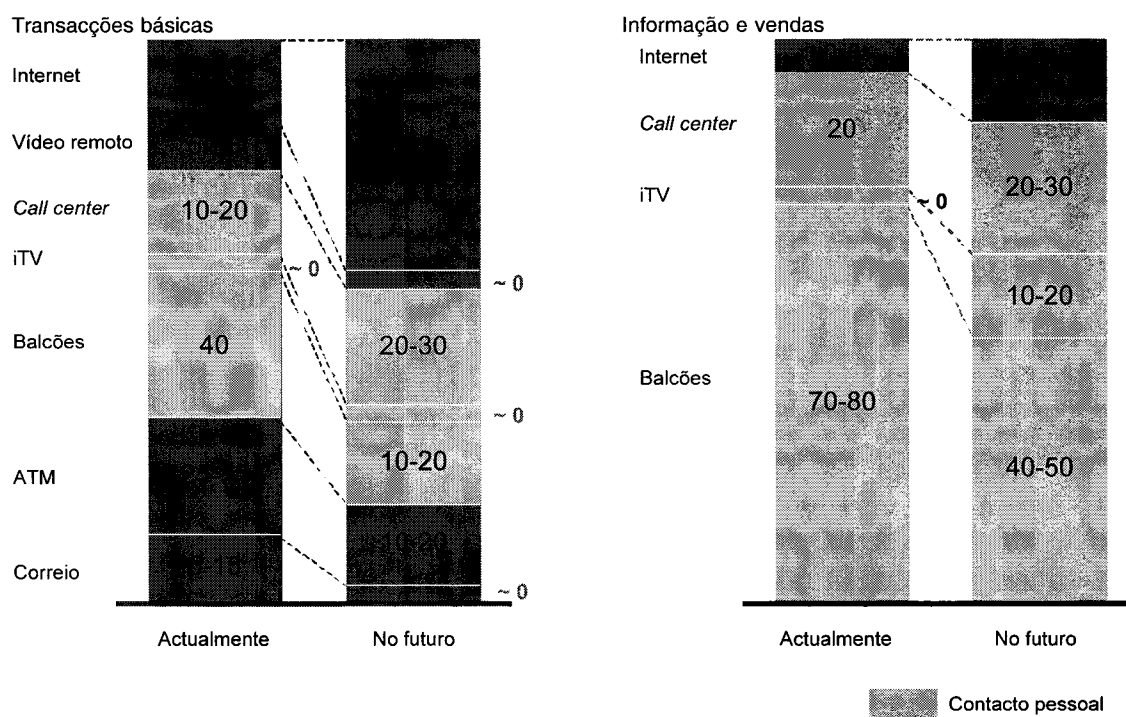 Transacções básicas
Internet
Vídeo remoto
Call center
iTV
Balcões
ATM
Correio
10-20
~ 0
40
~ 0
20-30
~ 0
10-20
10-20
~ 0
Actualmente
No futuro
Informação e vendas
Internet
Call center
iTV
Balcões
20
~ 0
70-80
20-30
10-20
40-50
Actualmente
No futuro
Contacto pessoal